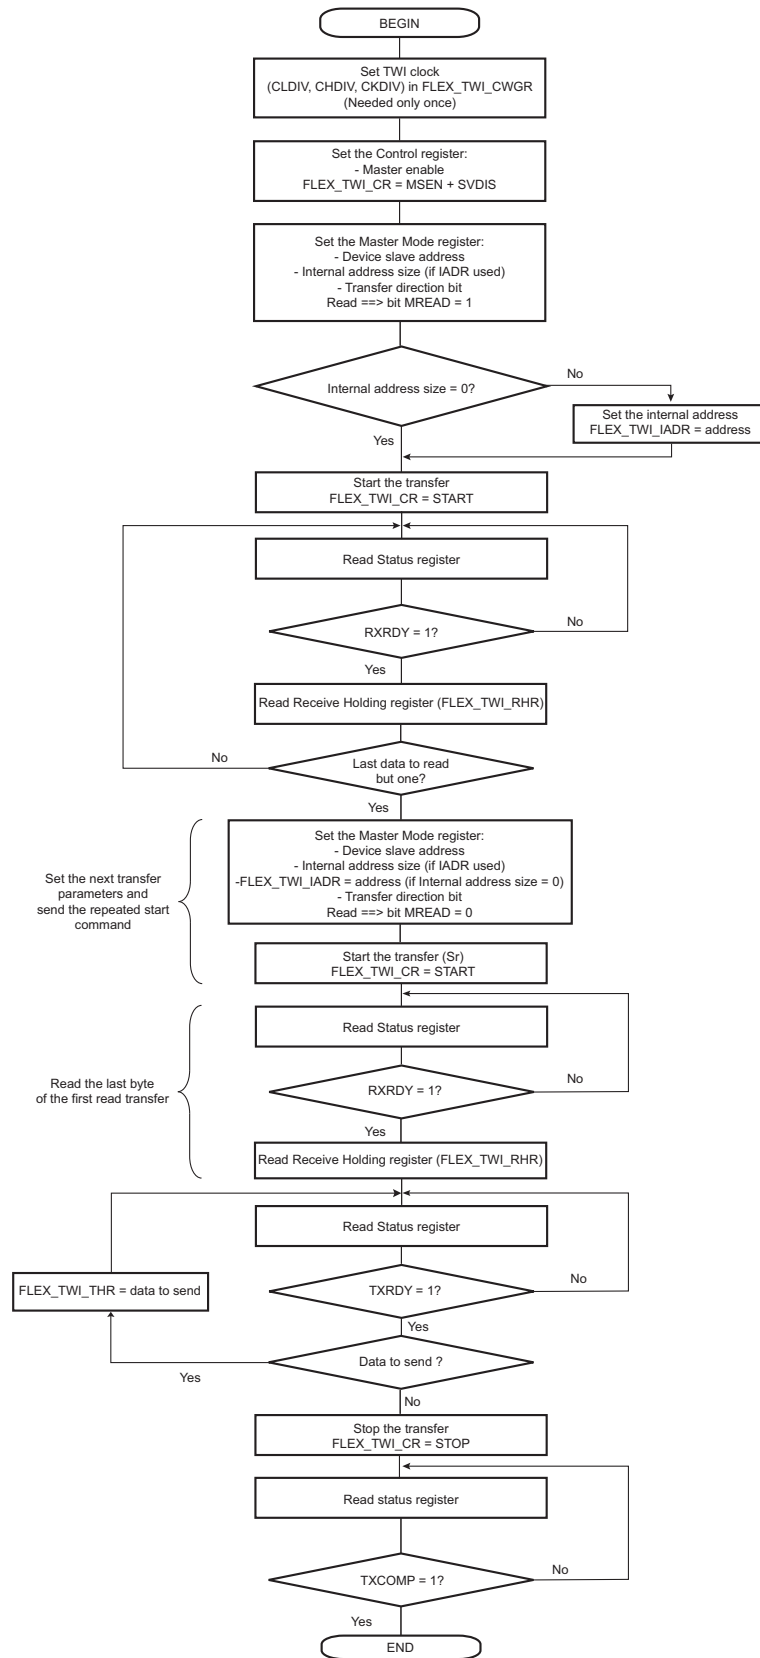 BEGIN
Set TWI clock
(CLDIV, CHDIV, CKDIV) in FLEX_TWI_CWGR
(Needed only once)
Set the Control register:
- Master enable
FLEX_TWI_CR = MSEN + SVDIS
Set the Master Mode register:
- Device slave address
- Internal address size (if IADR used)
- Transfer direction bit
Read ==> bit MREAD = 1
Internal address size = 0?
No
Set the internal address
FLEX_TWI_IADR = address
Yes
Start the transfer
FLEX_TWI_CR = START
Read Status register
RXRDY = 1?
No
Yes
Read Receive Holding register (FLEX_TWI_RHR)
No
Last data to read
but one?
Yes
Set the next transfer
parameters and
send the repeated start
command
Set the Master Mode register:
- Device slave address
- Internal address size (if IADR used)
-FLEX_TWI_IADR = address (if Internal address size = 0)
- Transfer direction bit
Read ==> bit MREAD = 0
Start the transfer (Sr)
FLEX_TWI_CR = START
Read the last byte
of the first read transfer
Read Status register
RXRDY = 1?
No
Yes
Read Receive Holding register (FLEX_TWI_RHR)
Read Status register
FLEX_TWI_THR = data to send
TXRDY = 1?
No
Yes
Data to send ?
Yes
No
Stop the transfer
FLEX_TWI_CR = STOP
Read status register
TXCOMP = 1?
No
Yes
END